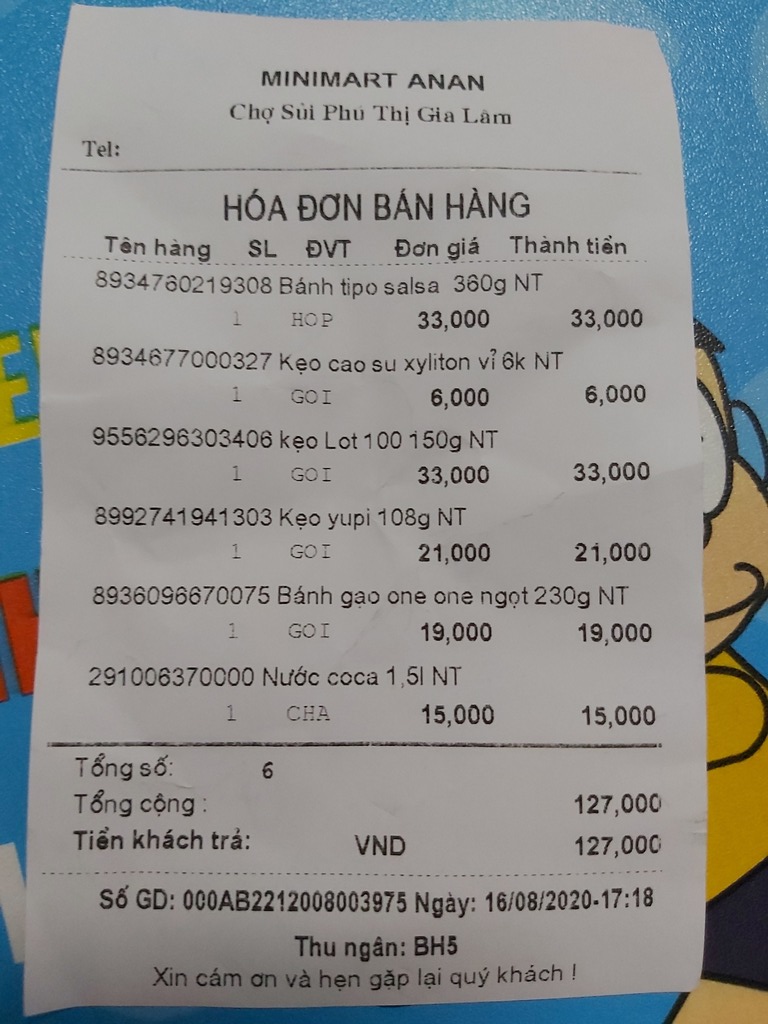 MINIMART ANAN
Chợ Sủi Phú Thị Gia Lâm
Tel:
HÓA ĐƠN BÁN HÀNG
Tên hàng SL ĐVT Đơn giá Thành tiền
8934760219308 Bánh tipo salsa 360g NT
1 HOP 33,000 33,000
8934677000327 Kẹo cao su xyliton vỉ 6k NT
1 GOI 6,000 6,000
9556296303406 kẹo Lot 100 150g NT
1 GOI 33,000 33,000
8992741941303 Kẹo yupi 108g NT
1 GOI 21,000 21,000
8936096670075 Bánh gạo one one ngọt 230g NT
1 GOI 19,000 19,000
291006370000 Nước coca 1,5l NT
1 CHA 15,000 15,000
Tổng số: 6
Tổng cộng : 127,000
Tiền khách trả: VND 127,000
Số GD: 000AB2212008003975 Ngày: 16/08/2020-17:18
Thu ngân: BH5
Xin cám ơn và hẹn gặp lại quý khách !